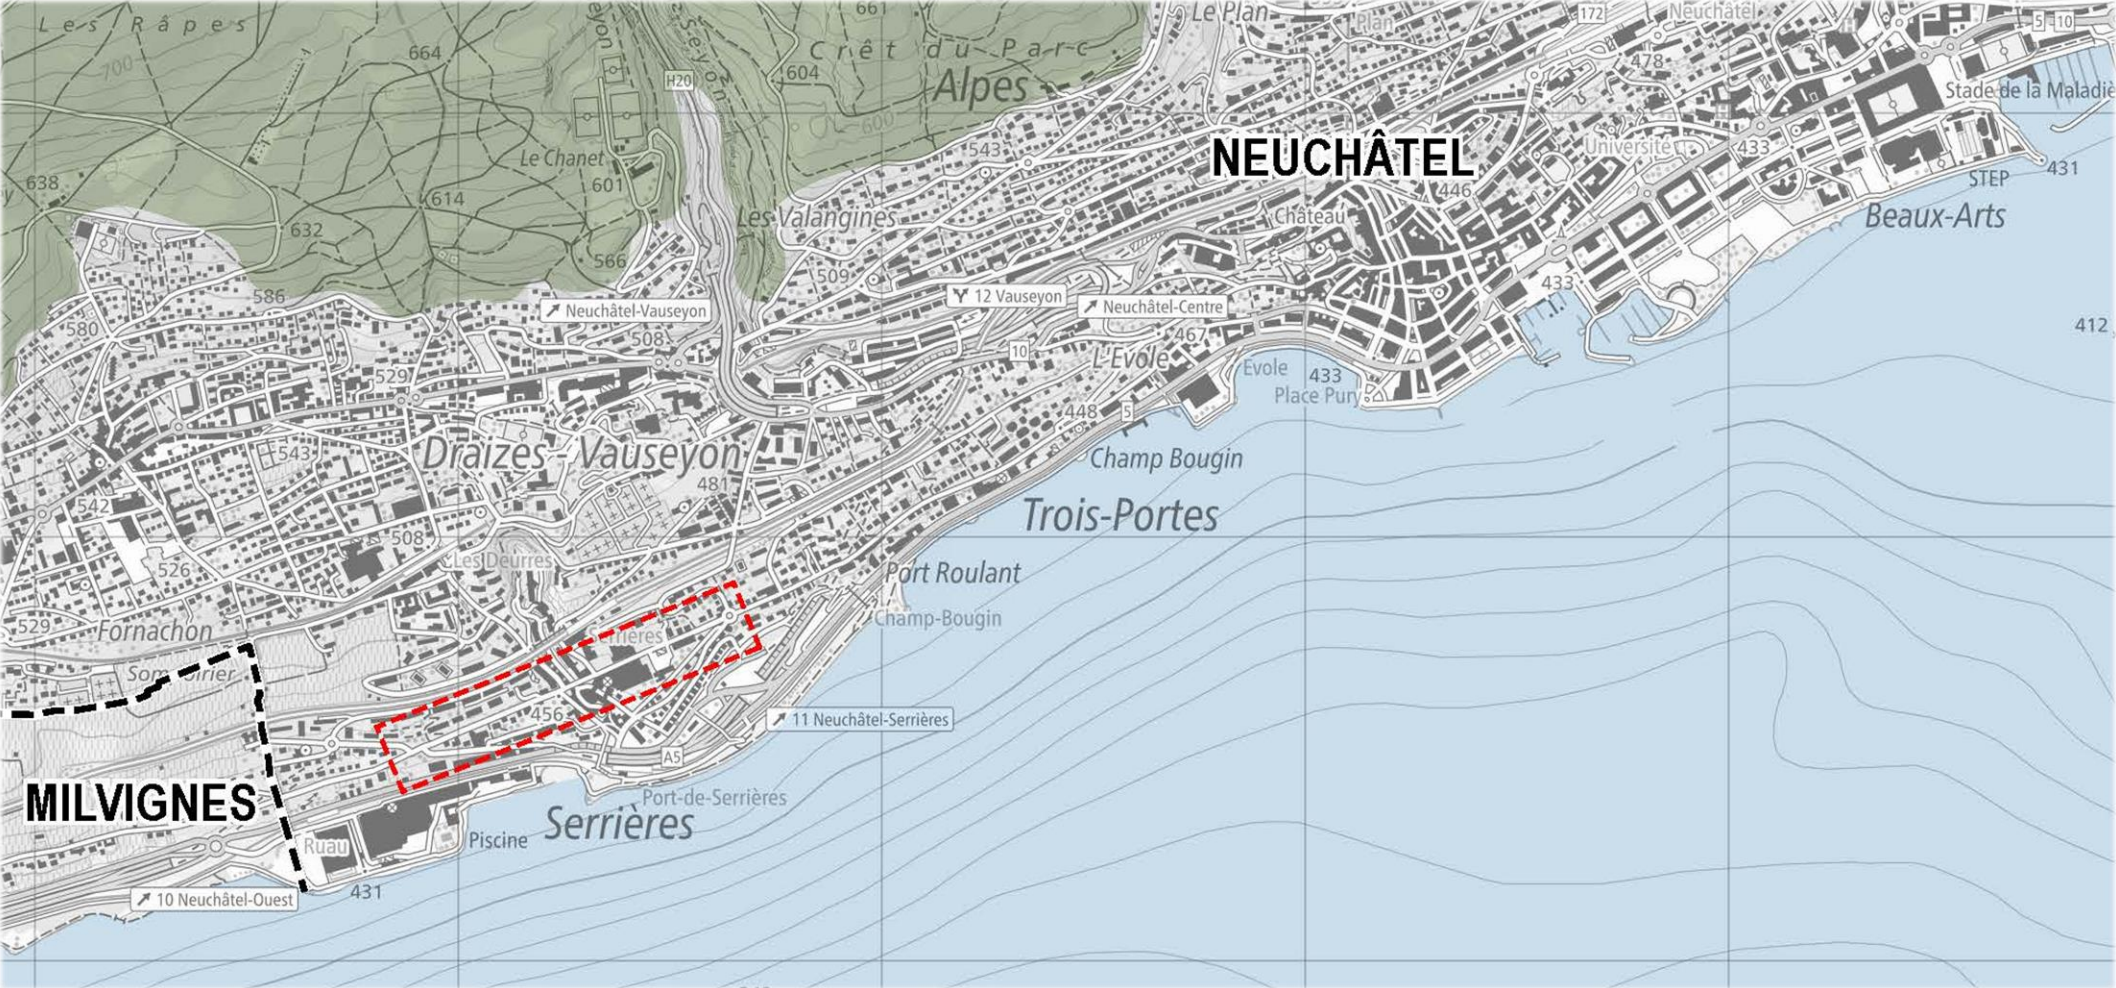 Les Râpes
661
Le Plan
Plan
172
Neuchâtel
5
10
664
Crêt du Parc
700
H20
604
Alpes
478
Stade de la Maladiè
600
NEUCHÂTEL
Université
433
543
Le Chanet
601
638
446
STEP
431
614
Les Valangines
Château
Beaux-Arts
632
566
509
586
12 Vauseyon
Neuchâtel-Centre
433
Neuchâtel-Vauseyon
580
508
467
412
10
L'Evole
529
Evole
433
Place Pury
448
5
543
Draizes - Vauseyon
Champ Bougin
481
542
Trois-Portes
508
Les Deurres
526
Port Roulant
529
Fornachon
Serrières
Champ-Bougin
456
11 Neuchâtel-Serrières
A5
MILVIGNES
Port-de-Serrières
Serrières
Piscine
Ruau
431
10 Neuchâtel-Ouest